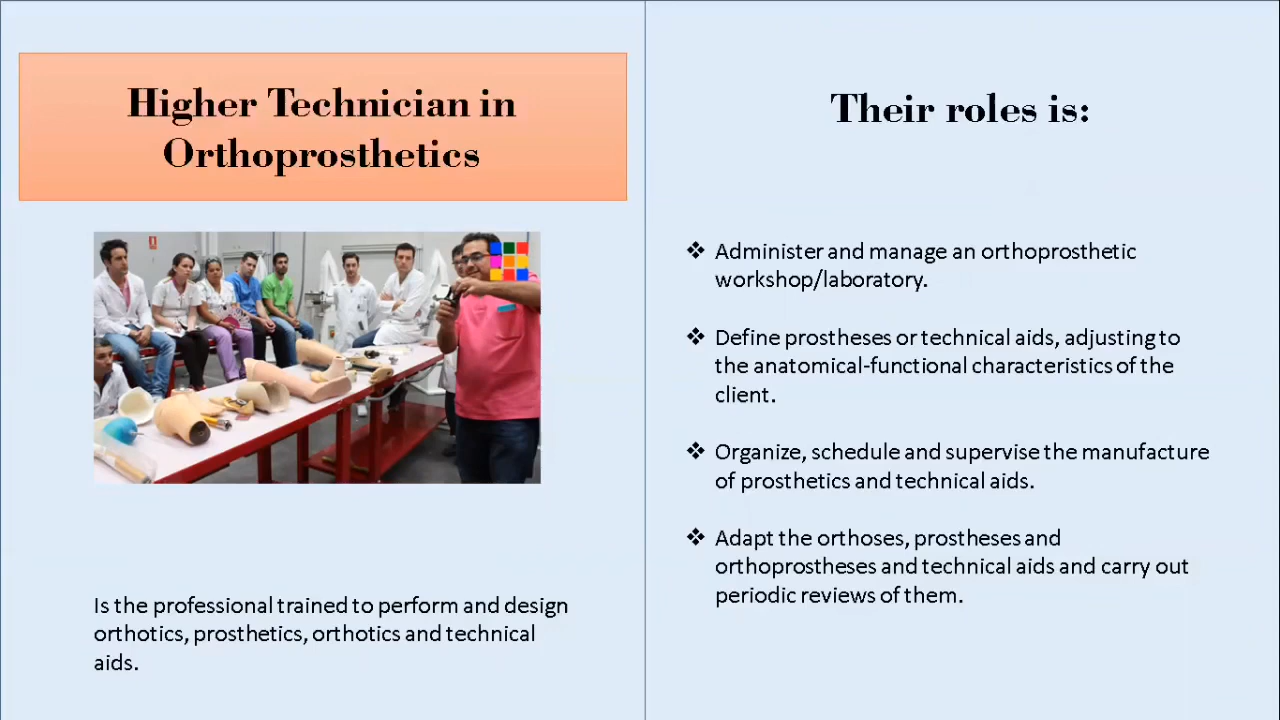 Higher Technician in
Orthoprosthetics
Is the professional trained to perform and design
orthotics, prosthetics, orthotics and technical
aids.
Their roles is:
❖ Administer and manage an orthoprosthetic
workshop/laboratory.
❖ Define prostheses or technical aids, adjusting to
the anatomical-functional characteristics of the
client.
❖ Organize, schedule and supervise the manufacture
of prosthetics and technical aids.
❖ Adapt the orthoses, prostheses and
orthoprostheses and technical aids and carry out
periodic reviews of them.